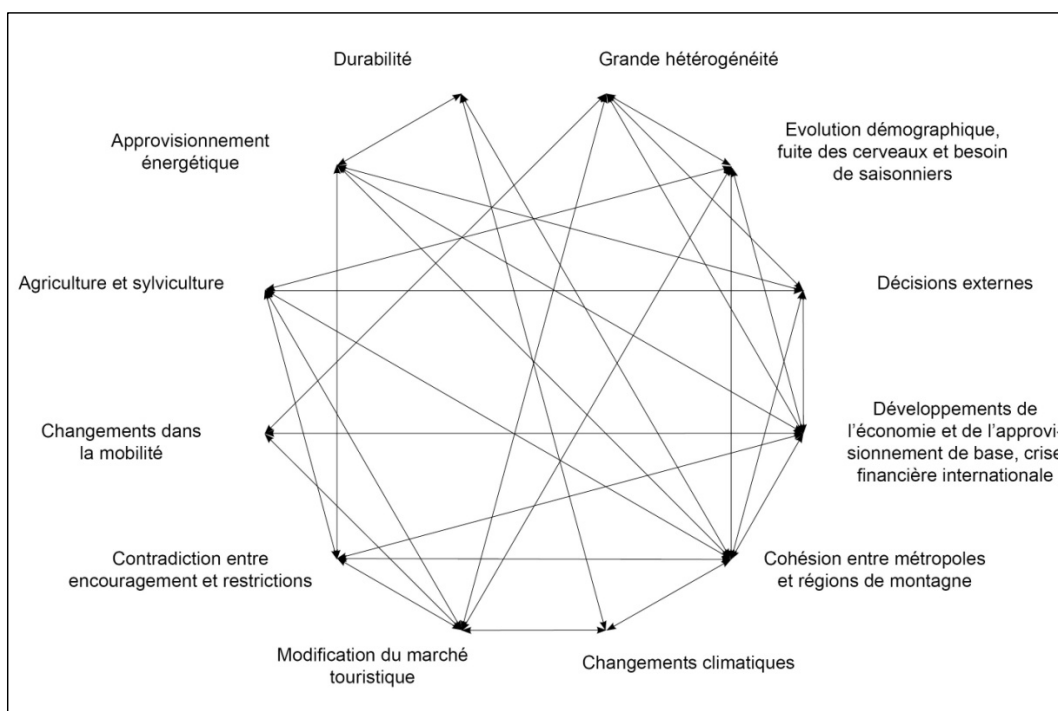 Durabilité
Grande hétérogénéité
Approvisionnement
énergétique
Evolution démographique,
fuite des cerveaux et besoin
de saisonniers
Agriculture et sylviculture
Décisions externes
Changements dans
la mobilité
Développements de
l'économie et de l'approvi-
sionnement de base, crise
financière internationale
Contradiction entre
encouragement et restrictions
Cohésion entre métropoles
et régions de montagne
Modification du marché
touristique
Changements climatiques